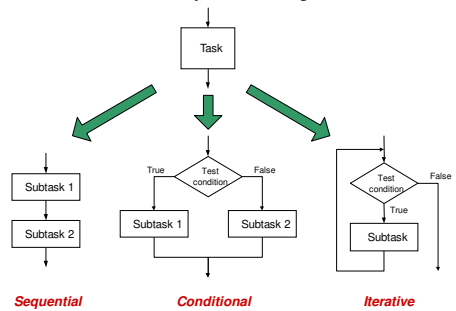 Task
Subtask 1
Subtask 2
Sequential
True
Test
condition
False
Subtask 1
Subtask 2
Conditional
Test
condition
False
True
Subtask
Iterative